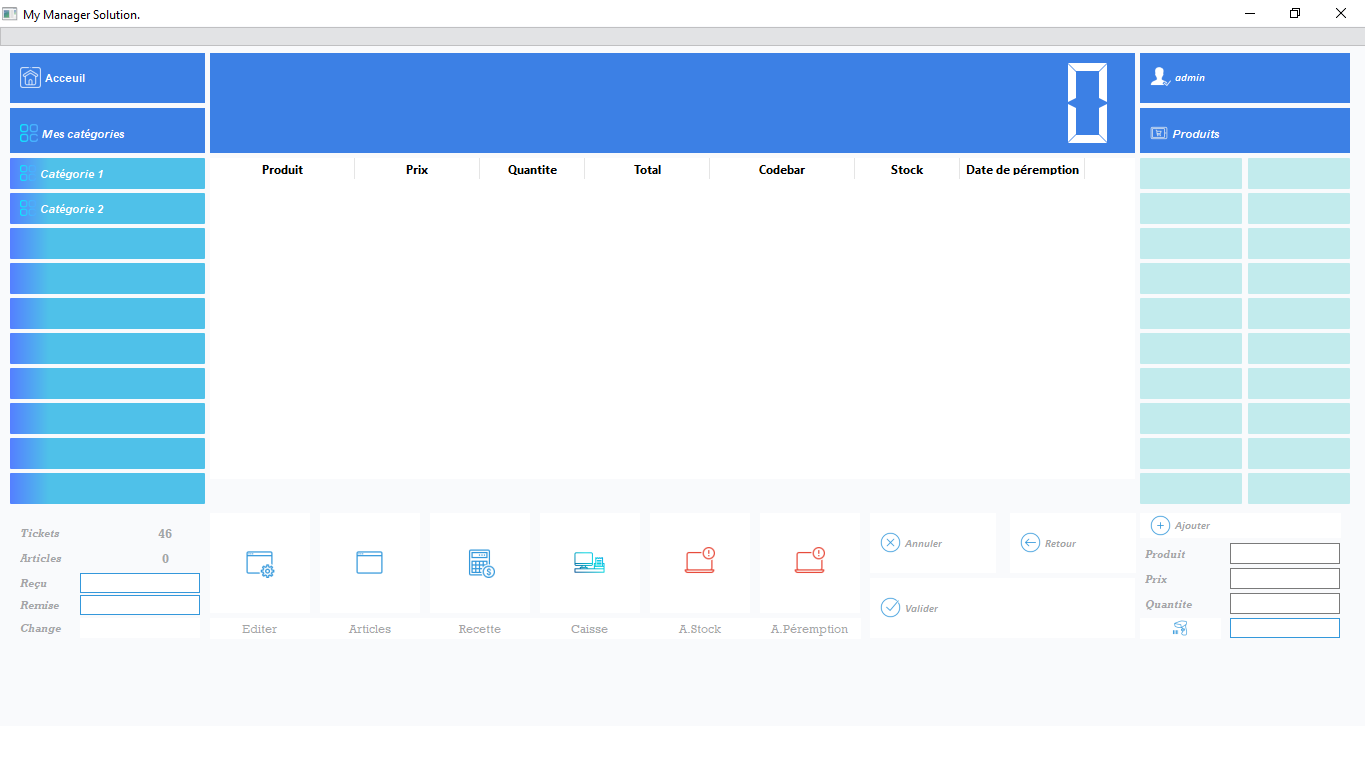 My Manager Solution.
Acceuil
0
admin
Mes catégories
Produits
Catégorie 1
Catégorie 2
Produit Prix Quantite Total Codebar Stock Date de péremption
Tickets 46
Articles 0
Reçu
Remise
Change
Editer Articles Recette Caisse A.Stock A.Péremption
Annuler Retour
Valider
Ajouter
Produit
Prix
Quantite